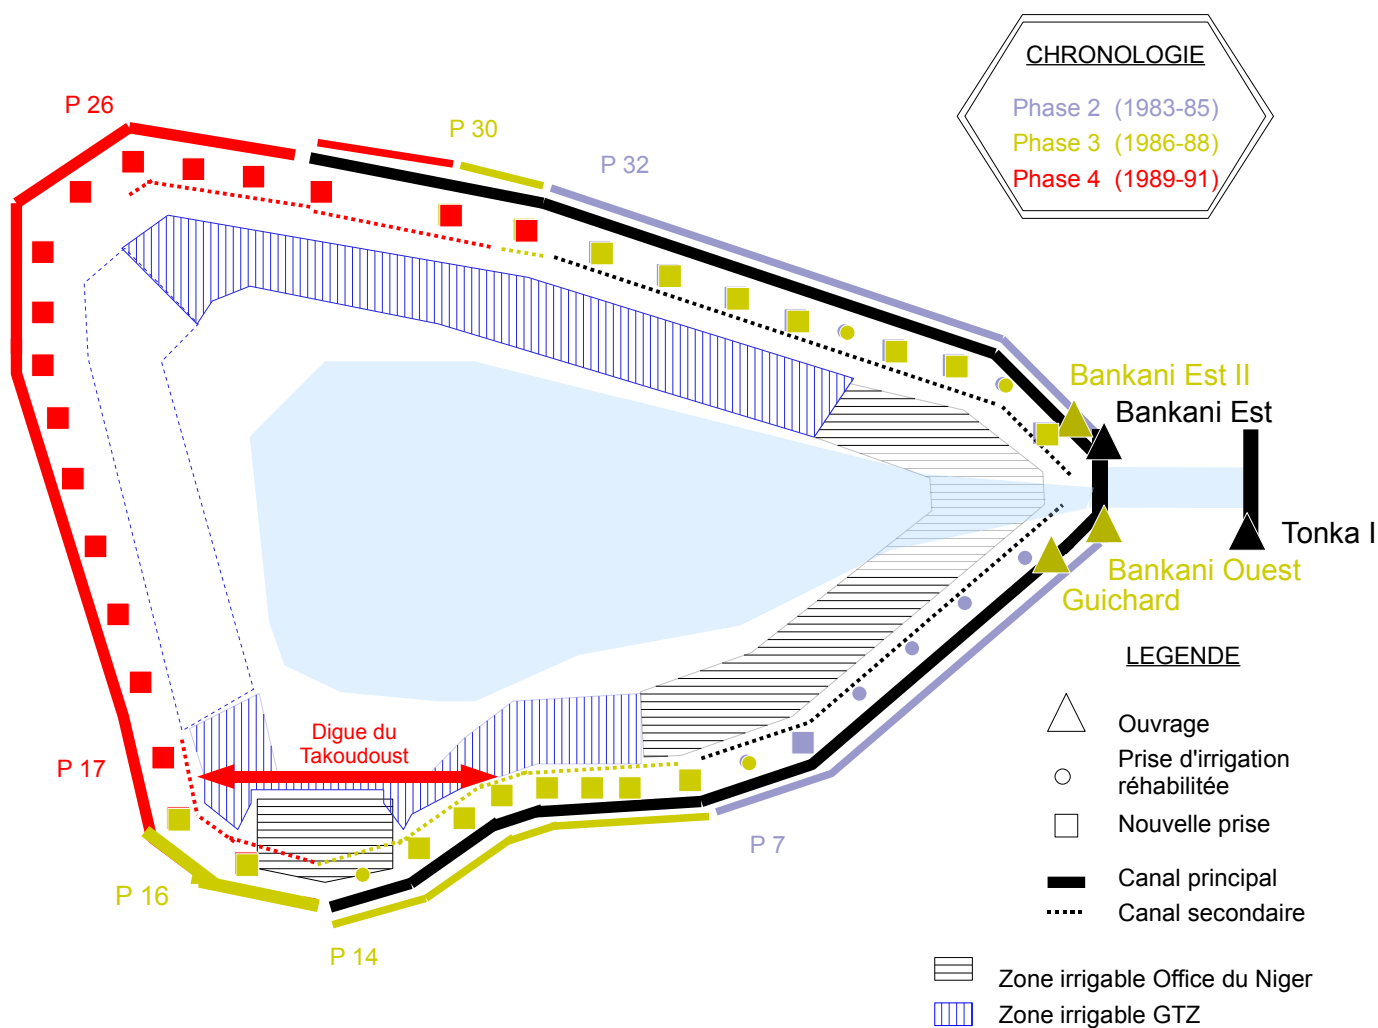 CHRONOLOGIE
Phase 2 (1983-85)
Phase 3 (1986-88)
Phase 4 (1989-91)
P 26
P 30
P 32
Bankani Est II
Bankani Est
Tonka I
Bankani Ouest
Guichard
Digue du
Takoudoust
P 17
P 7
P 16
P 14
LEGENDE
Ouvrage
Prise d'irrigation
réhabilitée
Nouvelle prise
Canal principal
Canal secondaire
Zone irrigable Office du Niger
Zone irrigable GTZ